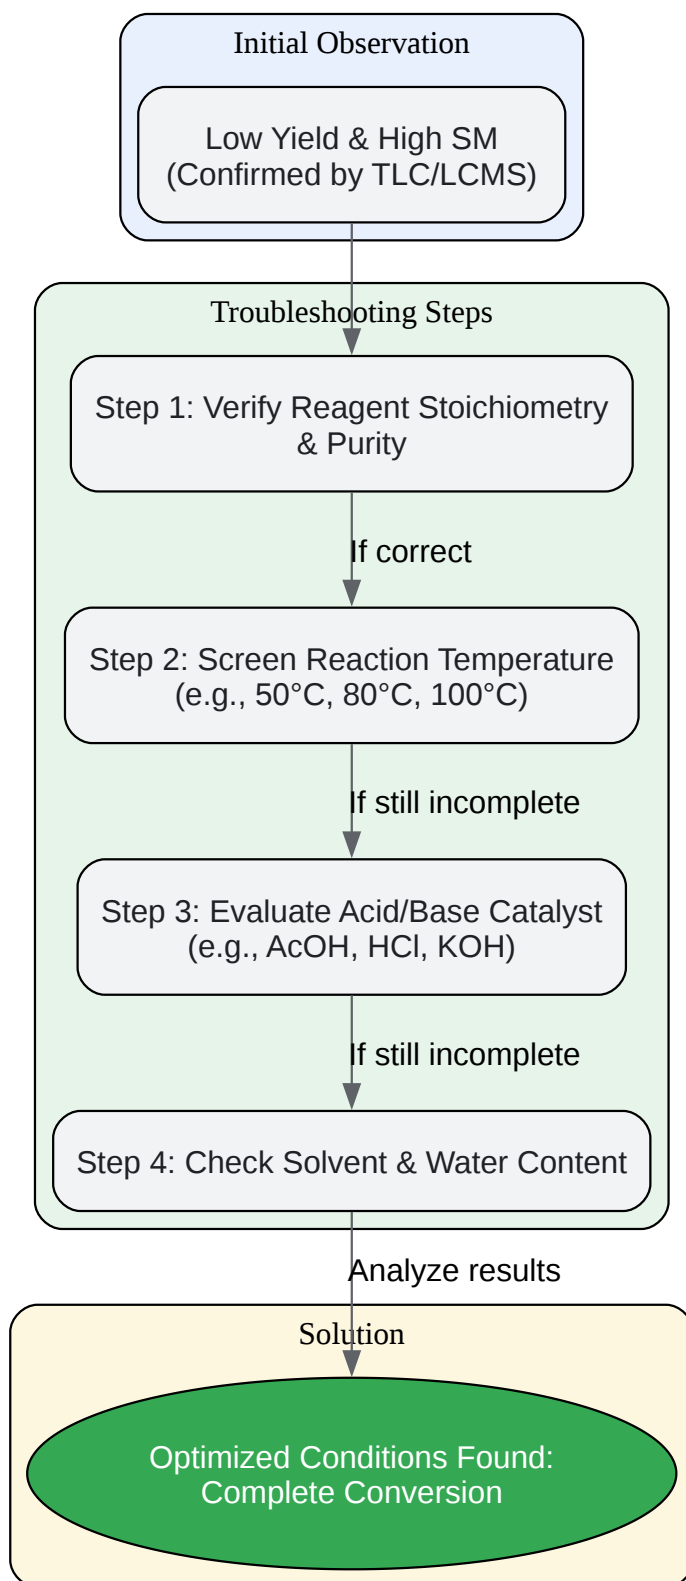 Initial Observation
Low Yield & High SM
(Confirmed by TLC/LCMS)
Troubleshooting Steps
Step 1: Verify Reagent Stoichiometry
& Purity
If correct
Step 2: Screen Reaction Temperature
(e.g., 50°C, 80°C, 100°C)
If still incomplete
Step 3: Evaluate Acid/Base Catalyst
(e.g., AcOH, HCl, KOH)
If still incomplete
Step 4: Check Solvent & Water Content
Analyze results
Solution
Optimized Conditions Found:
Complete Conversion